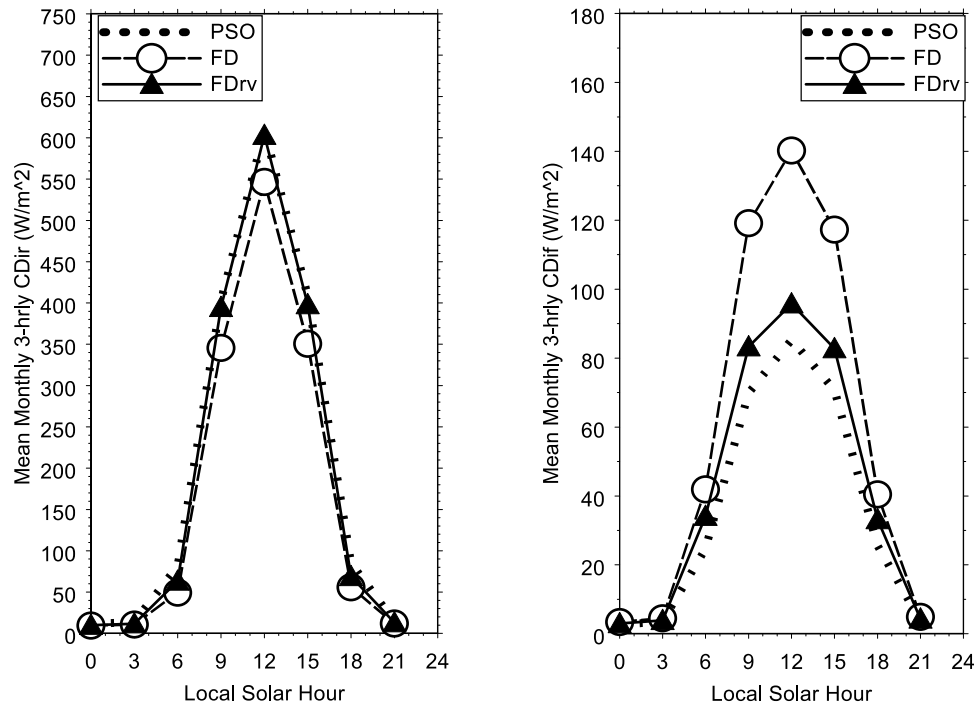 PSO
FD
FDrv
750
700
650
600
550
500
450
400
350
300
250
200
150
100
50
0
Mean Monthly 3-hrly CDir (W/m^2)
0 3 6 9 12 15 18 21 24
Local Solar Hour
PSO
FD
FDrv
180
160
140
120
100
80
60
40
20
0
Mean Monthly 3-hrly CDif (W/m^2)
0 3 6 9 12 15 18 21 24
Local Solar Hour